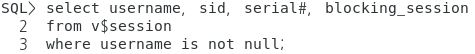 SQL> select username, sid, serial#, blocking_session
2 from v$session
3 where username is not null;